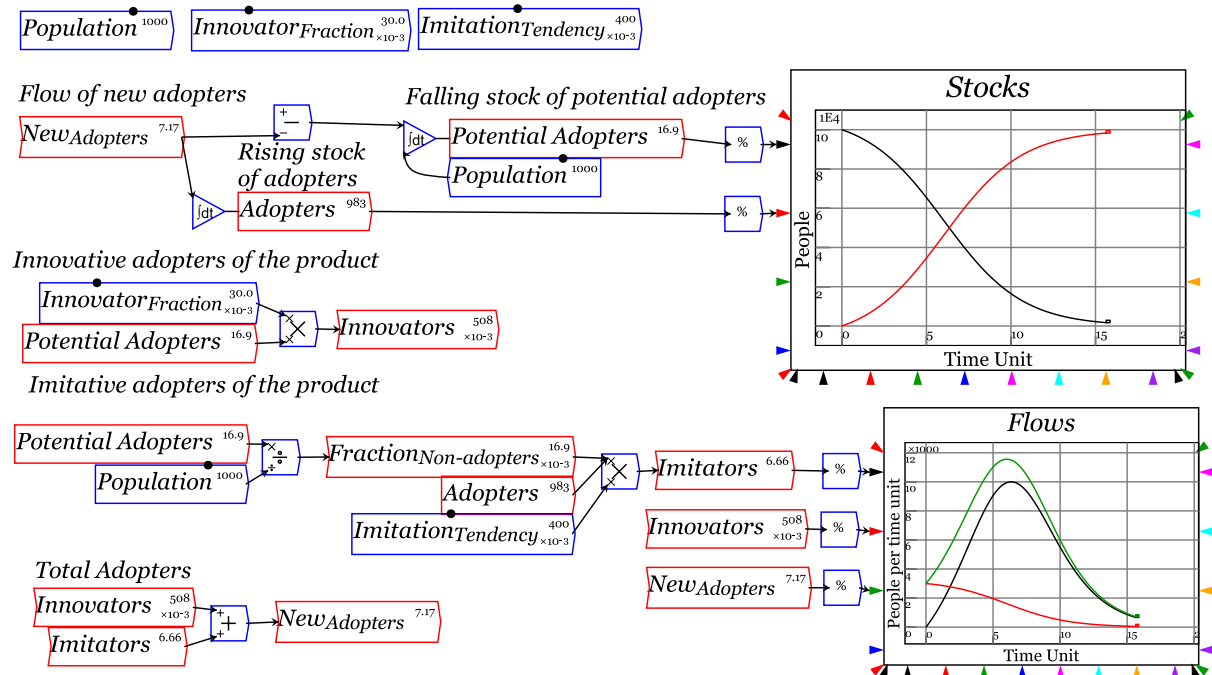 Population 1000
Innovator Fraction 30.0 ×10-3
Imitation Tendency 400 ×10-3
Flow of new adopters
New Adopters 7.17
+
−
Rising stock
of adopters
∫dt
Adopters 983
Falling stock of potential adopters
∫dt
Potential Adopters 16.9
Population 1000
%
%
Stocks
1E4
10
8
6
4
2
0
0 5 10 15 2
People
Time Unit
Innovative adopters of the product
Innovator Fraction 30.0 ×10-3
Potential Adopters 16.9
×
Innovators 508 ×10-3
Imitative adopters of the product
Potential Adopters 16.9
Population 1000
× ÷ ÷
Fraction Non-adopters 16.9 ×10-3
Adopters 983
Imitation Tendency 400 ×10-3
×
Imitators 6.66
%
Innovators 508 ×10-3
%
New Adopters 7.17
%
Flows
×1000
12
10
8
6
4
2
0
0 5 10 15 2
People per time unit
Time Unit
Total Adopters
Innovators 508 ×10-3
Imitators 6.66
+ + +
New Adopters 7.17